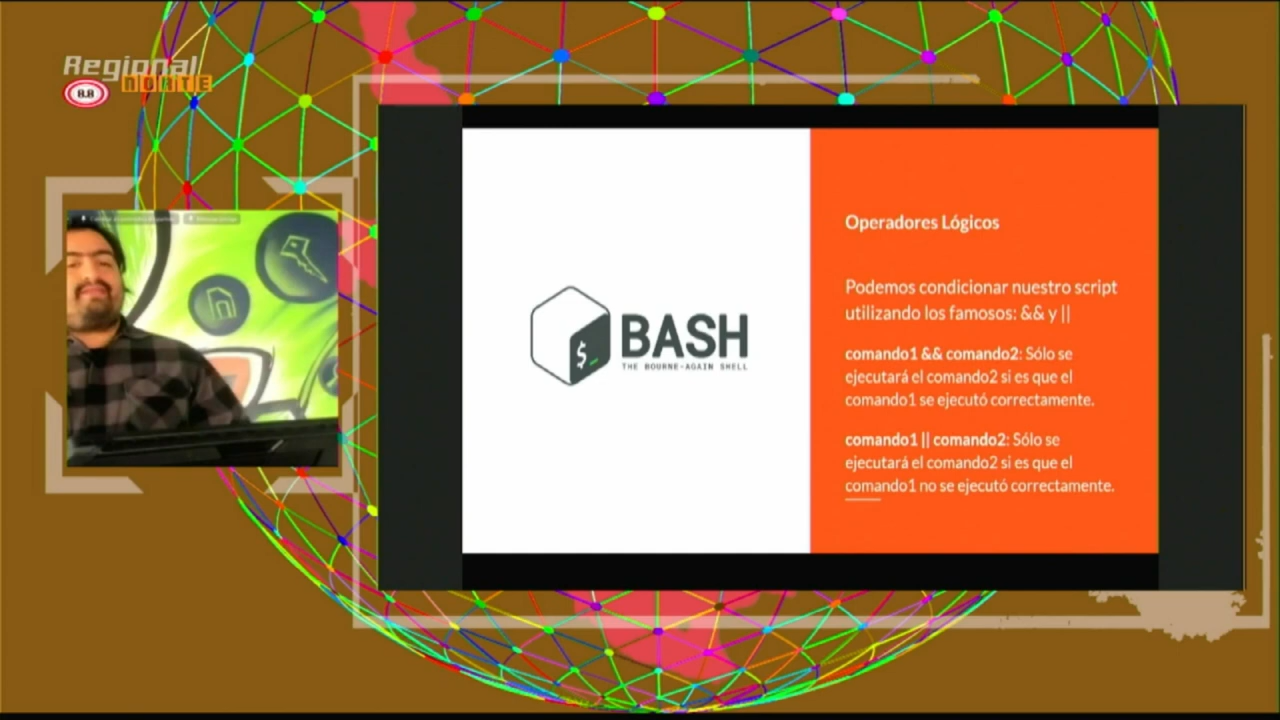 Regional
NORTE
8.8
$_
BASH
THE BOURNE-AGAIN SHELL
Operadores Lógicos
Podemos condicionar nuestro script
utilizando los famosos: && y ||
comando1 && comando2: Sólo se
ejecutará el comando2 si es que el
comando1 se ejecutó correctamente.
comando1 || comando2: Sólo se
ejecutará el comando2 si es que el
comando1 no se ejecutó correctamente.